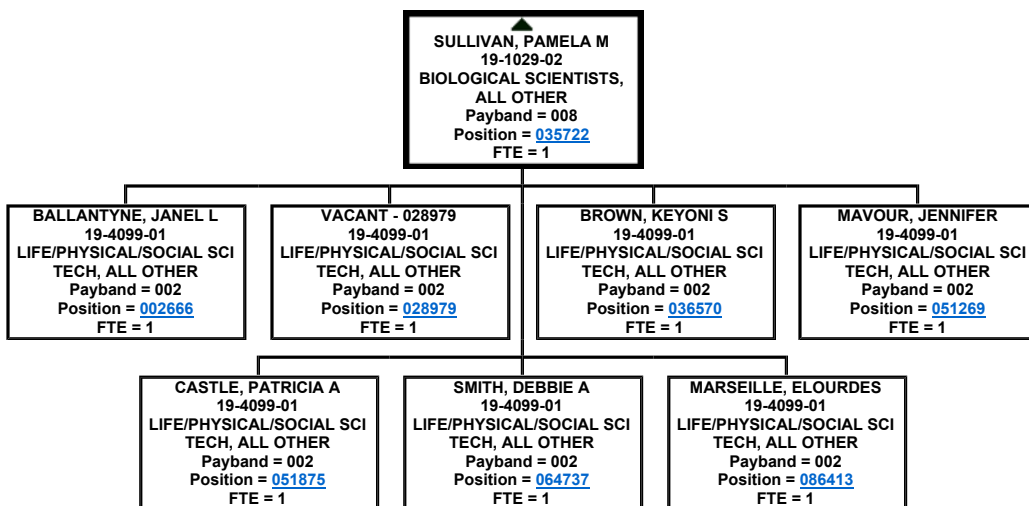 SULLIVAN, PAMELA M
19-1029-02
BIOLOGICAL SCIENTISTS,
ALL OTHER
Payband = 008
Position = 035722
FTE = 1
BALLANTYNE, JANEL L
19-4099-01
LIFE/PHYSICAL/SOCIAL SCI
TECH, ALL OTHER
Payband = 002
Position = 002666
FTE = 1
VACANT - 028979
19-4099-01
LIFE/PHYSICAL/SOCIAL SCI
TECH, ALL OTHER
Payband = 002
Position = 028979
FTE = 1
BROWN, KEYONI S
19-4099-01
LIFE/PHYSICAL/SOCIAL SCI
TECH, ALL OTHER
Payband = 002
Position = 036570
FTE = 1
MAVOUR, JENNIFER
19-4099-01
LIFE/PHYSICAL/SOCIAL SCI
TECH, ALL OTHER
Payband = 002
Position = 051269
FTE = 1
CASTLE, PATRICIA A
19-4099-01
LIFE/PHYSICAL/SOCIAL SCI
TECH, ALL OTHER
Payband = 002
Position = 051875
FTE = 1
SMITH, DEBBIE A
19-4099-01
LIFE/PHYSICAL/SOCIAL SCI
TECH, ALL OTHER
Payband = 002
Position = 064737
FTE = 1
MARSEILLE, ELOURDES
19-4099-01
LIFE/PHYSICAL/SOCIAL SCI
TECH, ALL OTHER
Payband = 002
Position = 086413
FTE = 1